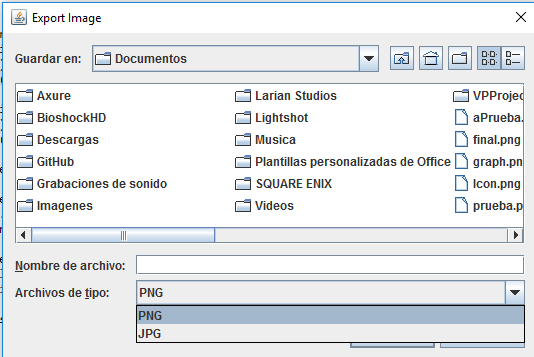 Export Image
Guardar en: Documentos
Axure
BioshockHD
Descargas
GitHub
Grabaciones de sonido
Imagenes
Larian Studios
Lightshot
Musica
Plantillas personalizadas de Office
SQUARE ENIX
Videos
VPProjec
aPrueba.
final.png
graph.pn
Icon.png
prueba.p
Nombre de archivo:
Archivos de tipo: PNG
PNG
JPG